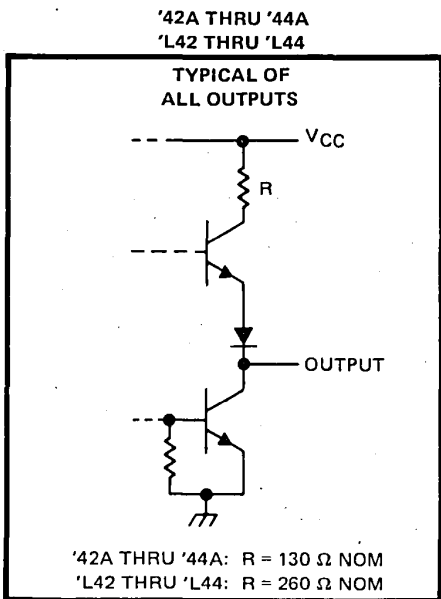 '42A THRU '44A
'L42 THRU 'L44
TYPICAL OF
ALL OUTPUTS
VCC
R
OUTPUT
'42A THRU '44A: R = 130 Ω NOM
'L42 THRU 'L44: R = 260 Ω NOM